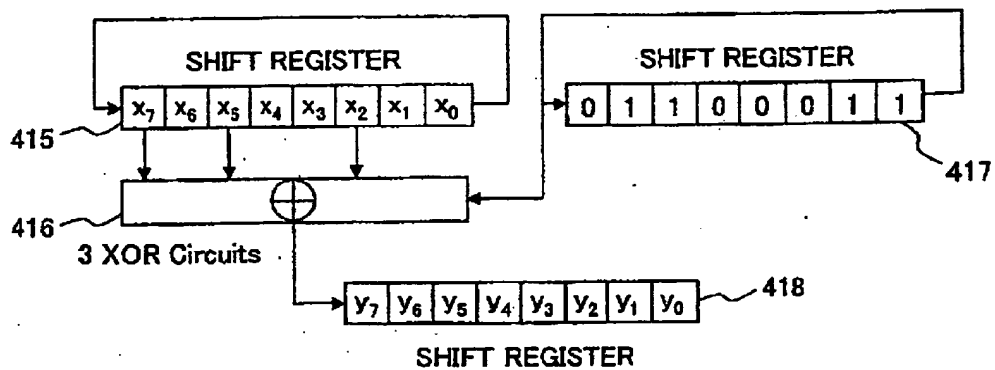 SHIFT REGISTER
SHIFT REGISTER
x₇ x₆ x₅ x₄ x₃ x₂ x₁ x₀
0 1 1 0 0 0 1 1
415
417
416
3 XOR Circuits
y₇ y₆ y₅ y₄ y₃ y₂ y₁ y₀
418
SHIFT REGISTER